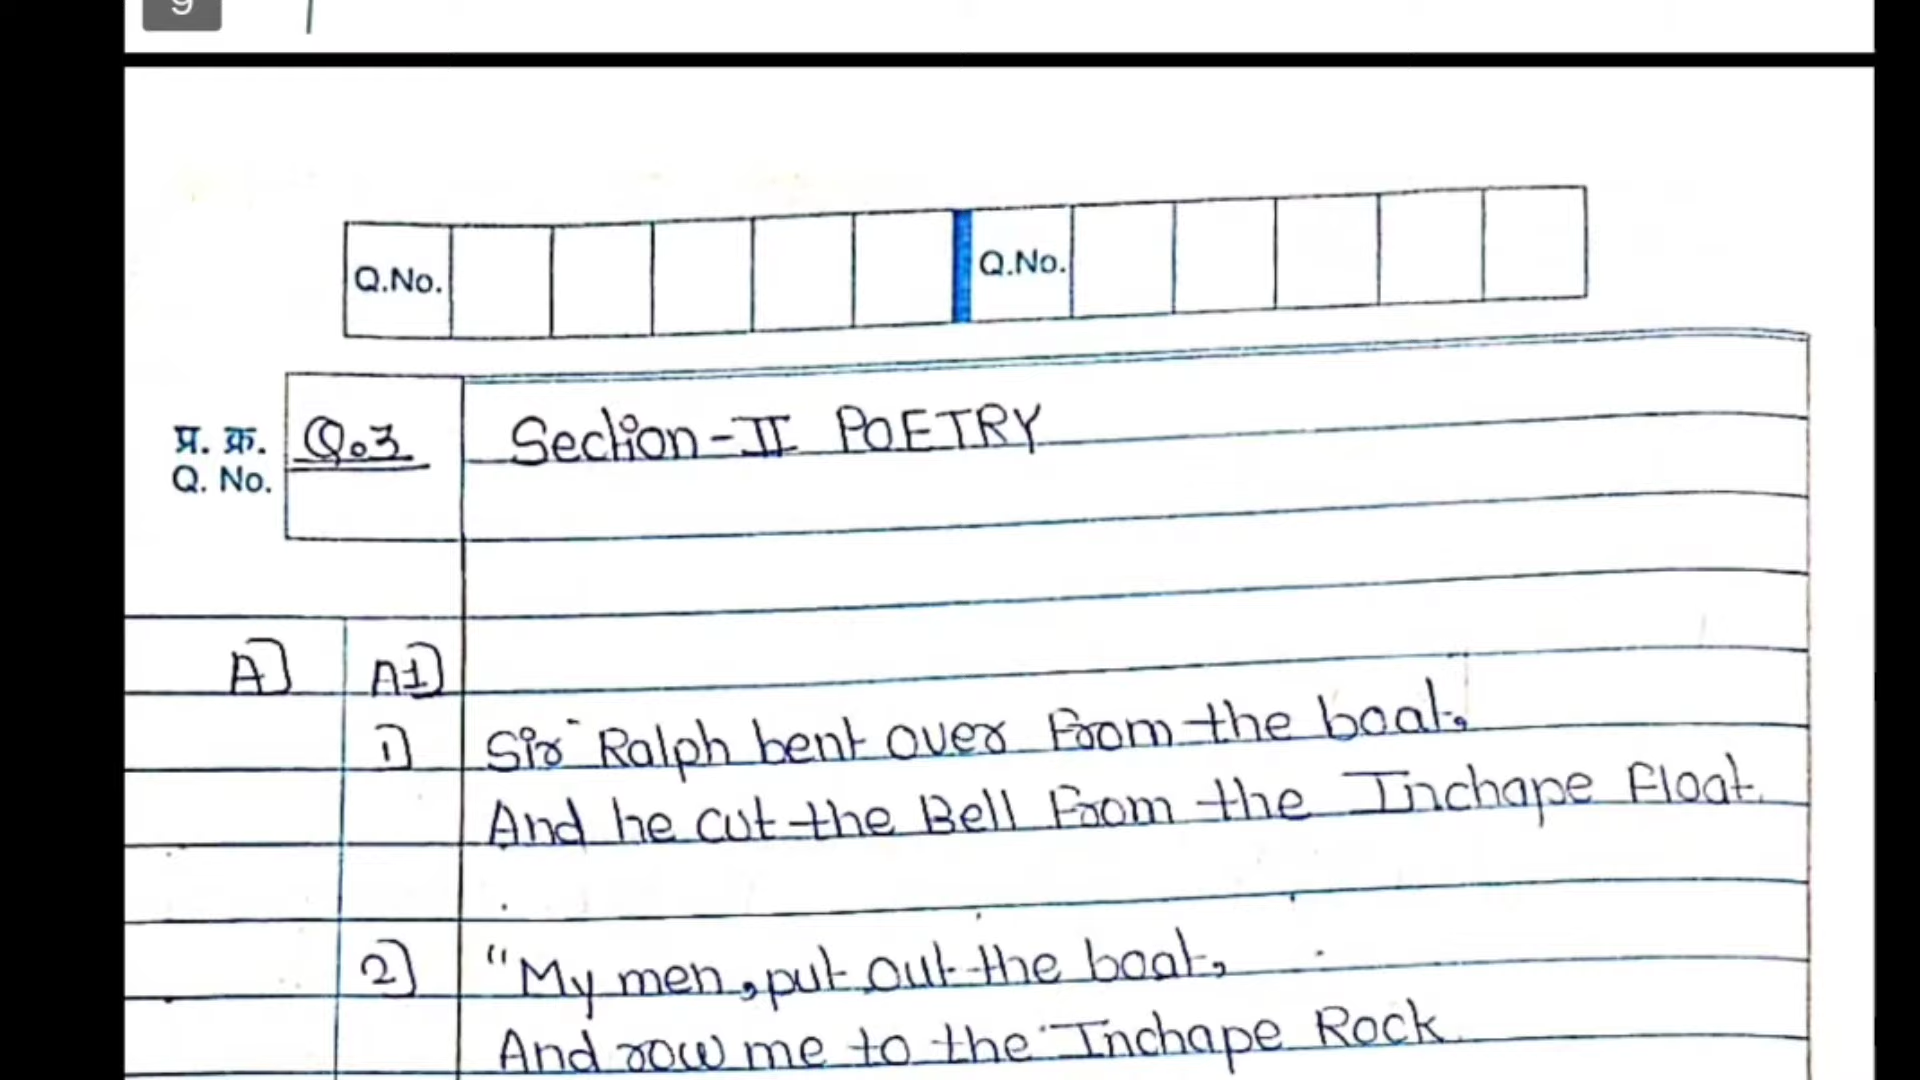 9
Q.No. Q.No.
प्र. क्र. Q.3 Section-II POETRY
Q. No.
A] A1]
1] Sir Ralph bent over from the boat,
And he cut the Bell from the Inchape Float.
2] "My men, put out the boat,
And row me to the Inchape Rock